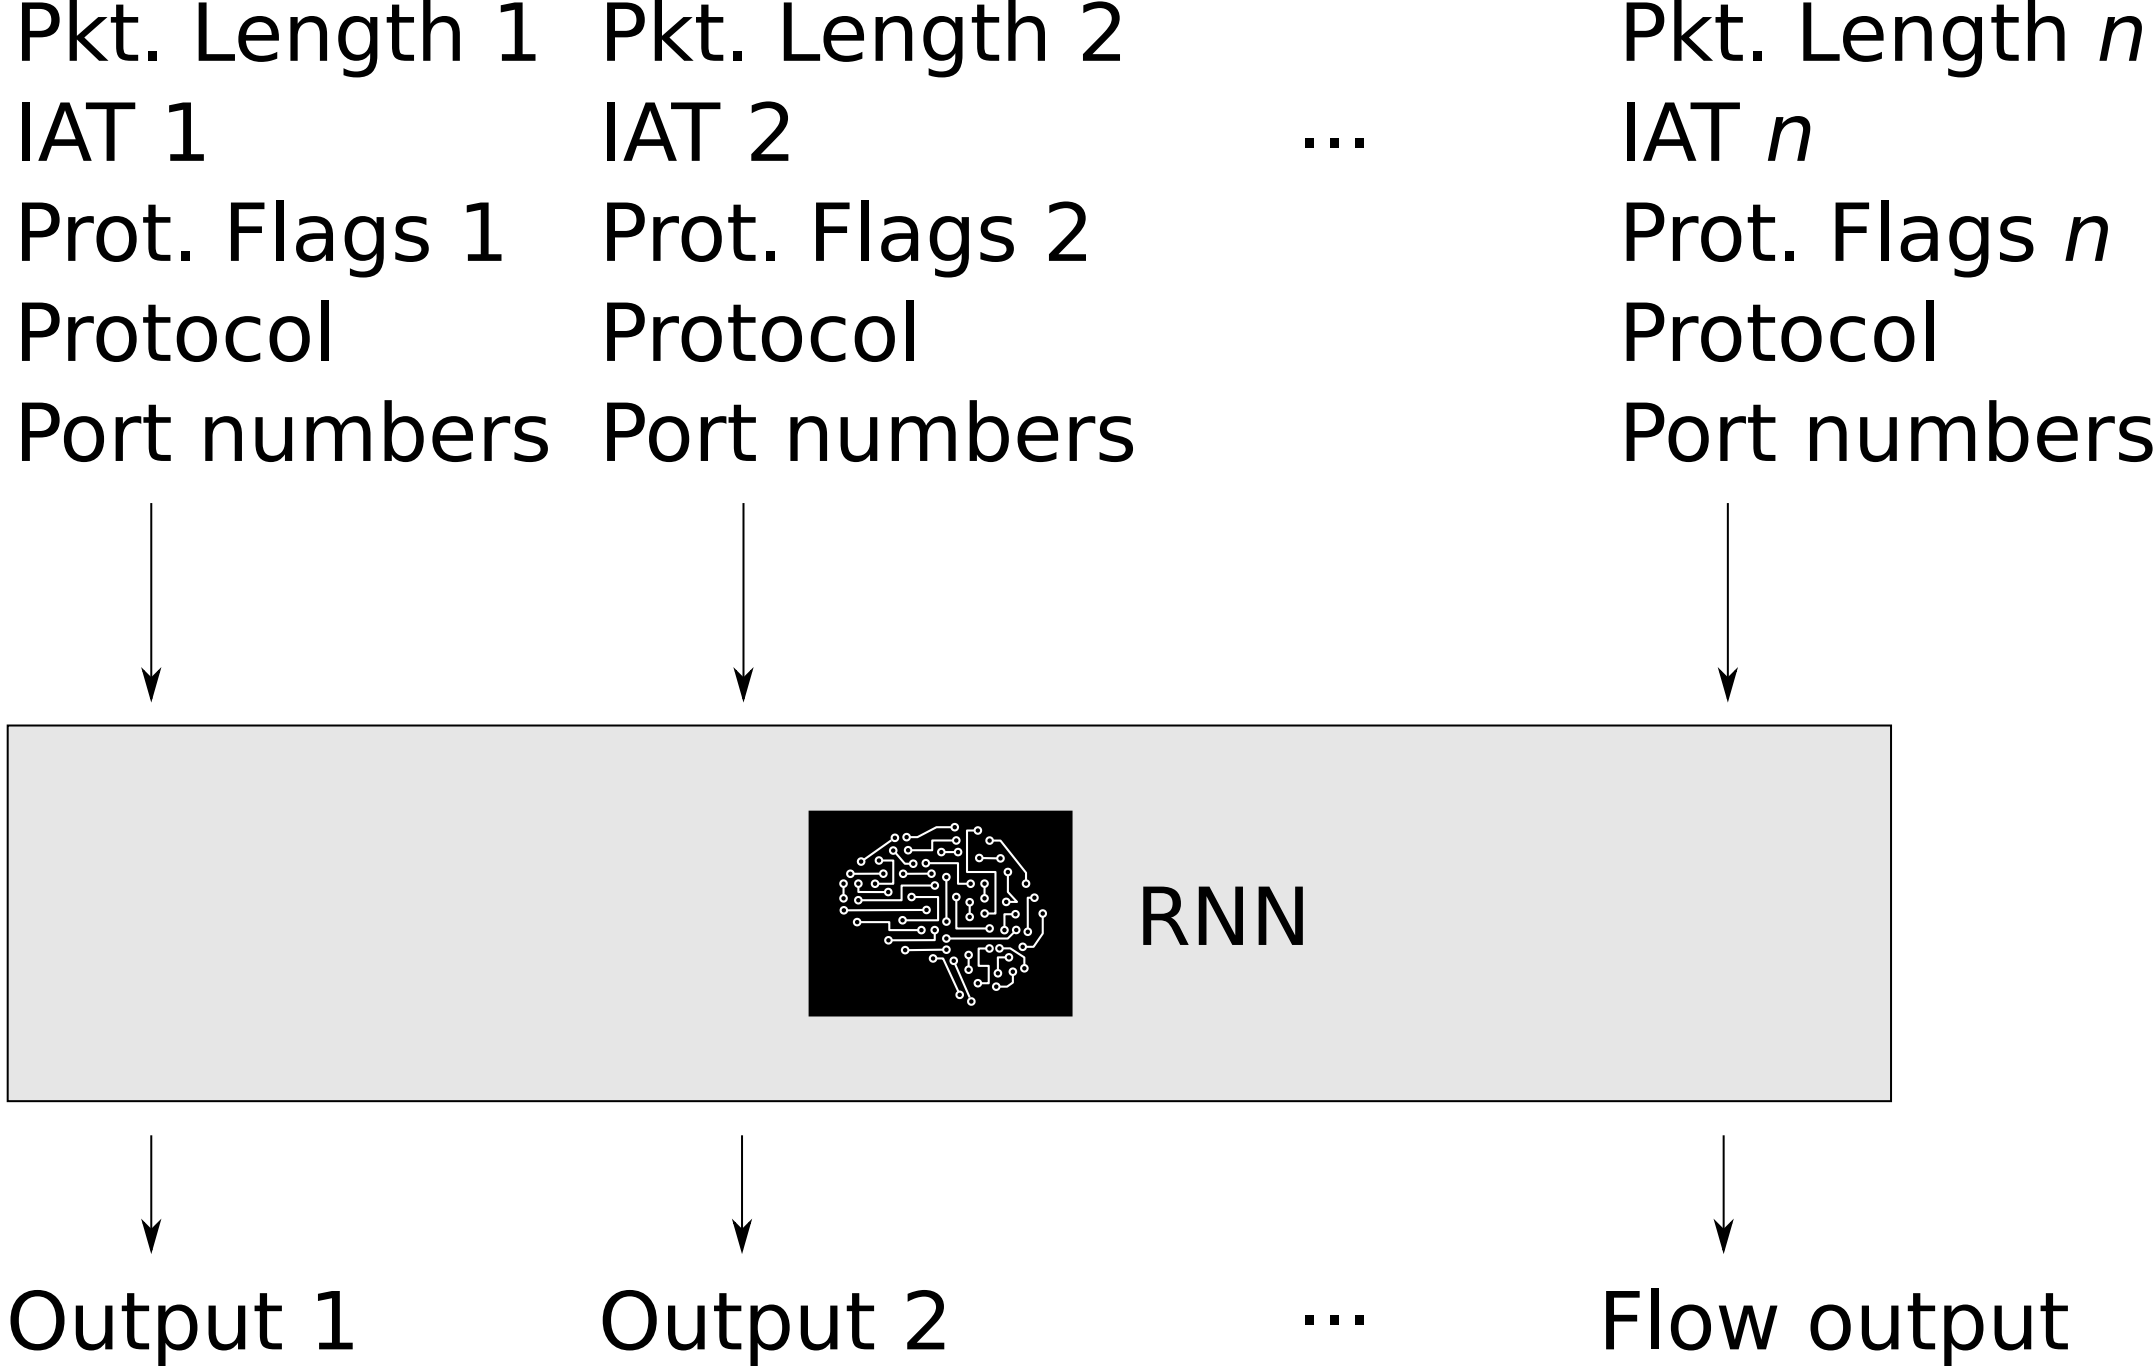 Pkt. Length 1 Pkt. Length 2 Pkt. Length n
IAT 1 IAT 2 ... IAT n
Prot. Flags 1 Prot. Flags 2 Prot. Flags n
Protocol Protocol Protocol
Port numbers Port numbers Port numbers
RNN
Output 1 Output 2 ... Flow output